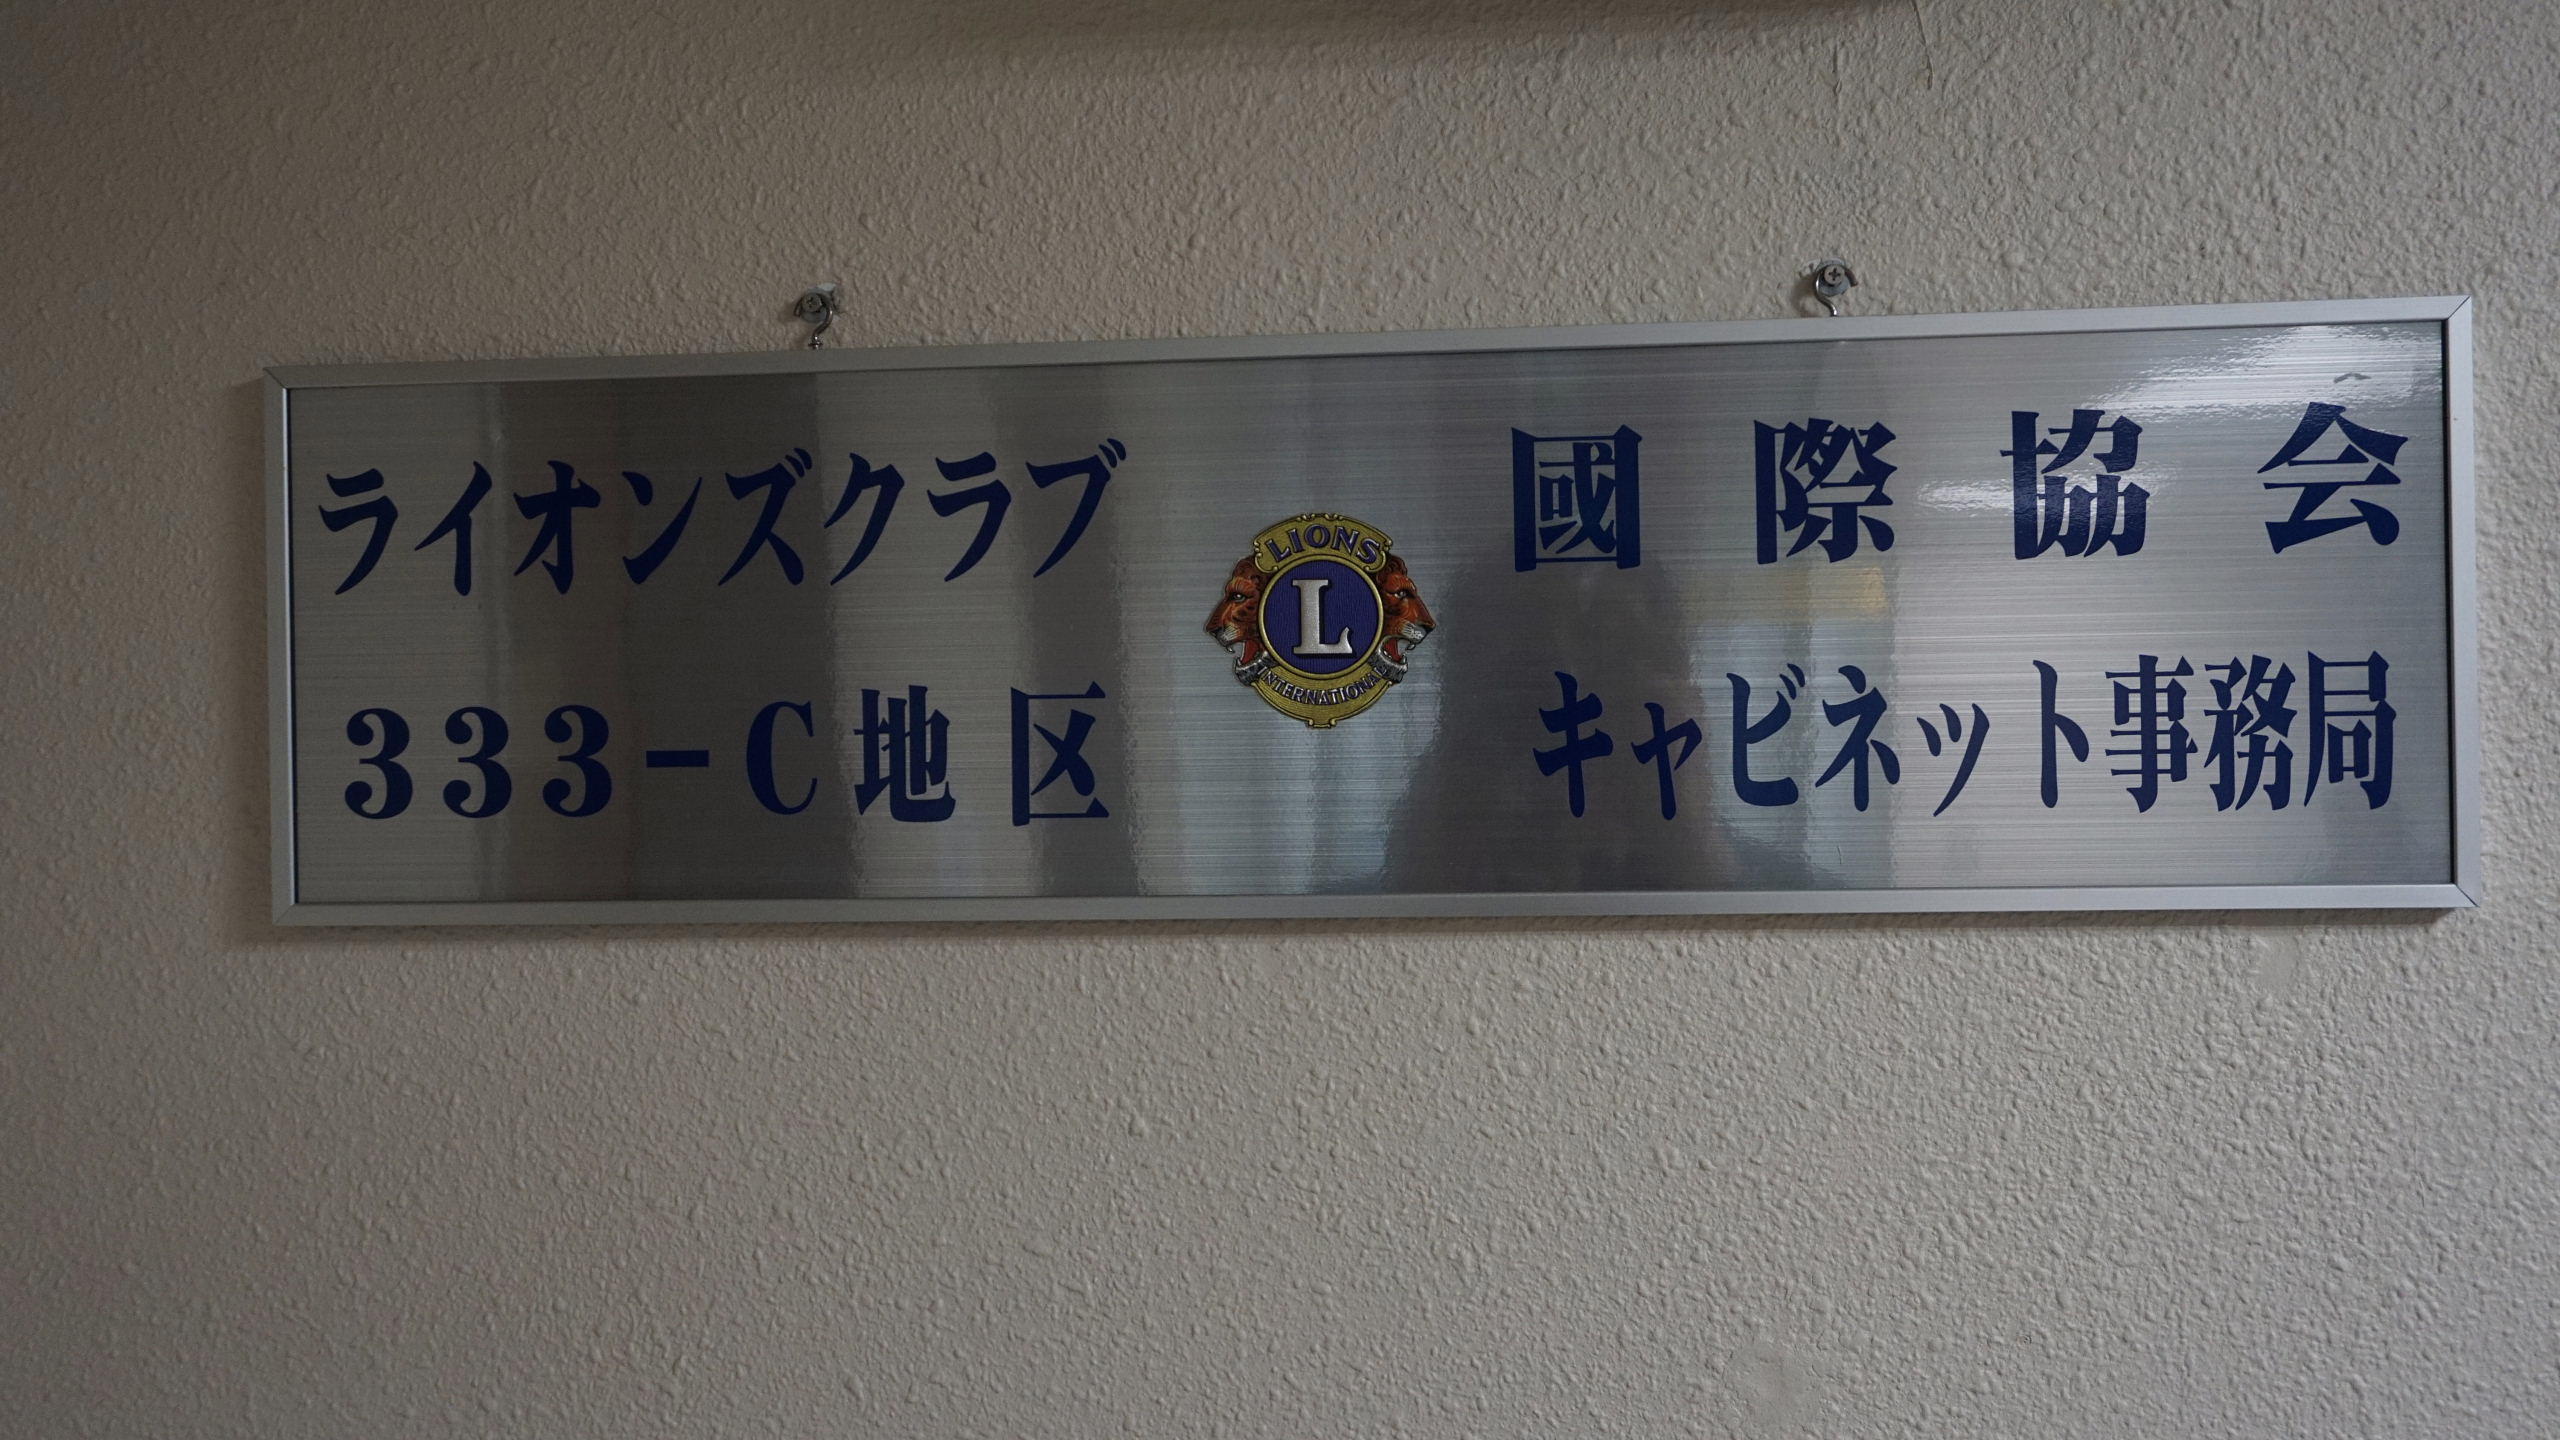 ライオンズクラブ 國際協会
LIONS
L
INTERNATIONAL
333-C地区 キャビネット事務局